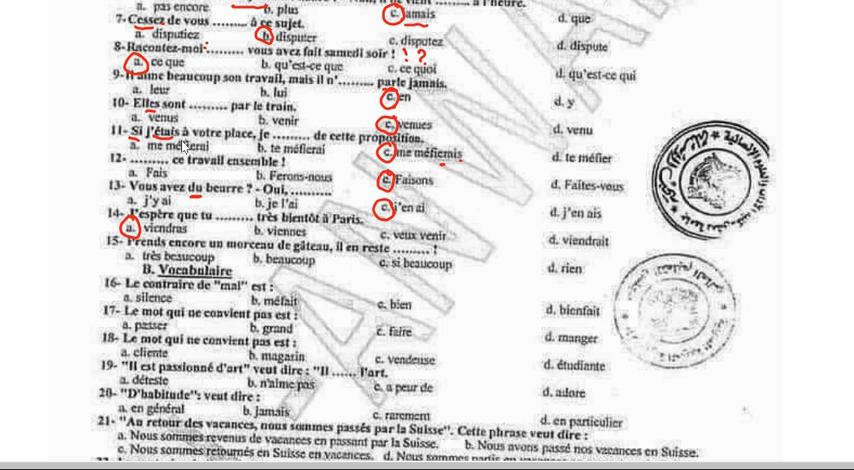 a. pas encore b. plus c. jamais d. que
7- Cessez de vous ......... à ce sujet.
a. disputiez b. disputer c. disputez d. dispute
8- Racontez-moi ......... vous avez fait samedi soir ! ! ?
a. ce que b. qu'est-ce que c. ce quoi d. qu'est-ce qui
9- Il aime beaucoup son travail, mais il n'......... parle jamais.
a. leur b. lui c. en d. y
10- Elles sont ......... par le train.
a. venus b. venir c. venues d. venu
11- Si j'étais à votre place, je ......... de cette proposition.
a. me méfierai b. te méfierai c. me méfierais d. te méfier
12- .......... ce travail ensemble !
a. Fais b. Ferons-nous c. Faisons d. Faites-vous
13- Vous avez du beurre ? - Oui, ..........
a. j'y ai b. je l'ai c. j'en ai d. j'en ais
14- J'espère que tu ......... très bientôt à Paris.
a. viendras b. viennes c. veux venir d. viendrait
15- Prends encore un morceau de gâteau, il en reste ......... !
a. très beaucoup b. beaucoup c. si beaucoup d. rien
B. Vocabulaire
16- Le contraire de "mal" est :
a. silence b. méfait c. bien d. bienfait
17- Le mot qui ne convient pas est :
a. passer b. grand c. faire d. manger
18- Le mot qui ne convient pas est :
a. cliente b. magasin c. vendeuse d. étudiante
19- "Il est passionné d'art" veut dire : "Il ...... l'art.
a. déteste b. n'aime pas c. a peur de d. adore
20- "D'habitude": veut dire :
a. en général b. jamais c. rarement d. en particulier
21- "Au retour des vacances, nous sommes passés par la Suisse". Cette phrase veut dire :
a. Nous sommes revenus de vacances en passant par la Suisse. b. Nous avons passé nos vacances en Suisse.
c. Nous sommes retournés en Suisse en vacances. d. Nous sommes